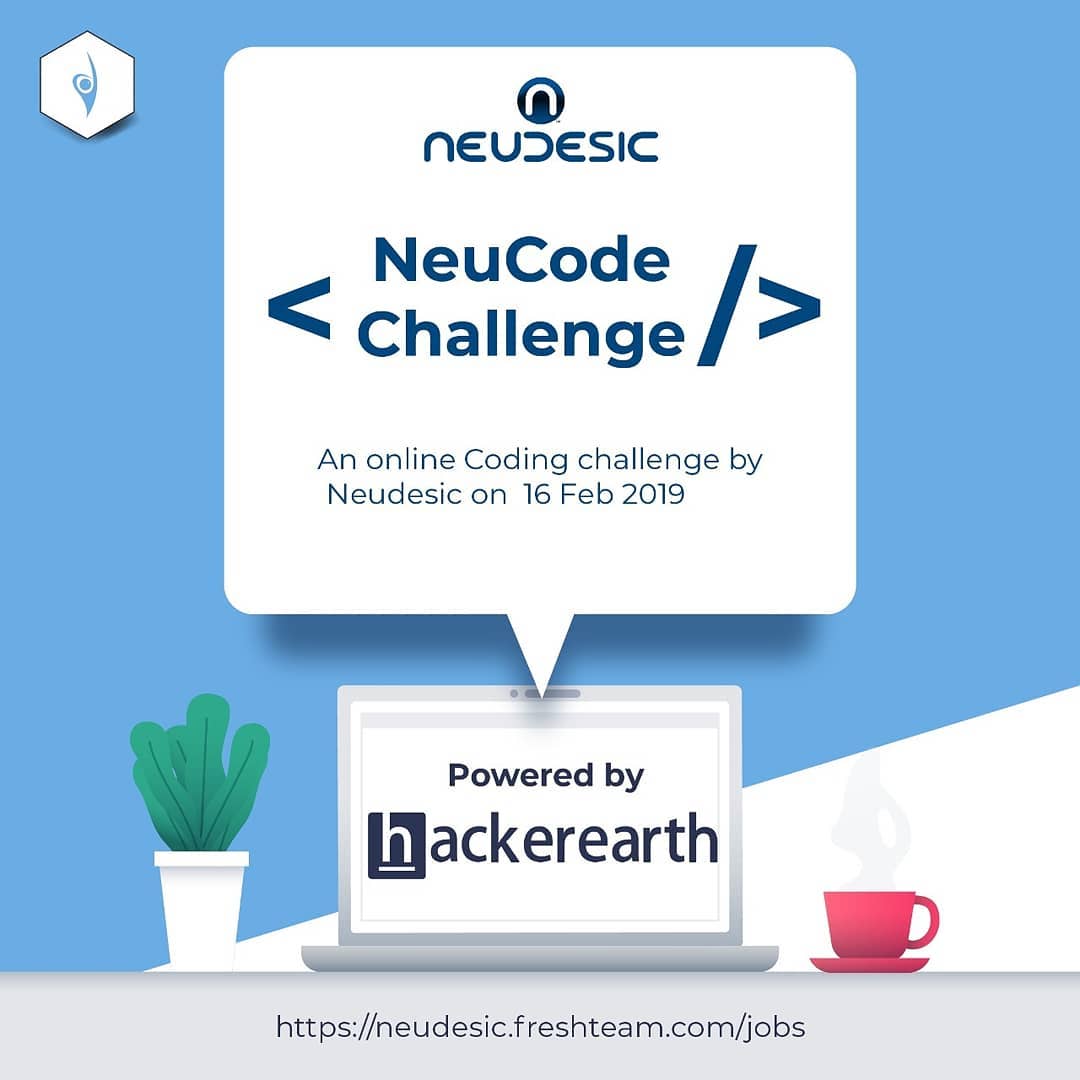 NEUDESIC
< NeuCode
Challenge />
An online Coding challenge by
Neudesic on 16 Feb 2019
Powered by
hackerearth
https://neudesic.freshteam.com/jobs